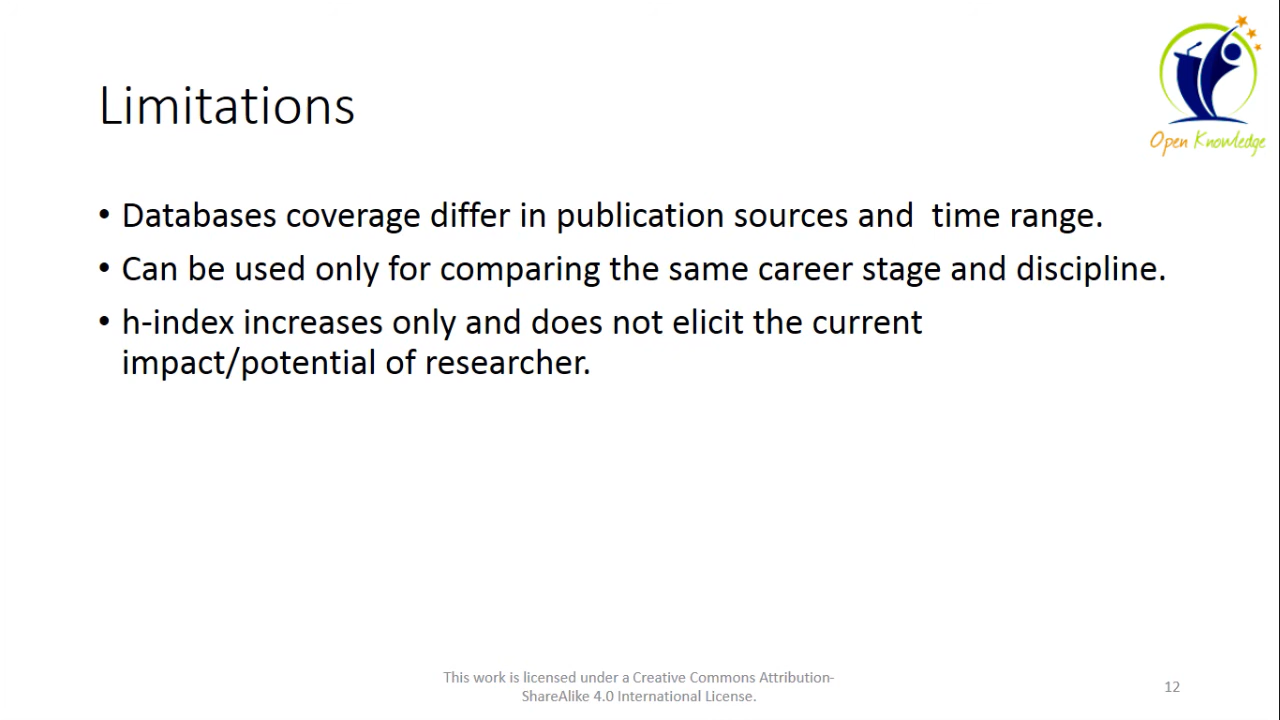 Open Knowledge
Limitations
• Databases coverage differ in publication sources and  time range.
• Can be used only for comparing the same career stage and discipline.
• h-index increases only and does not elicit the current
impact/potential of researcher.
This work is licensed under a Creative Commons Attribution-
ShareAlike 4.0 International License.
12